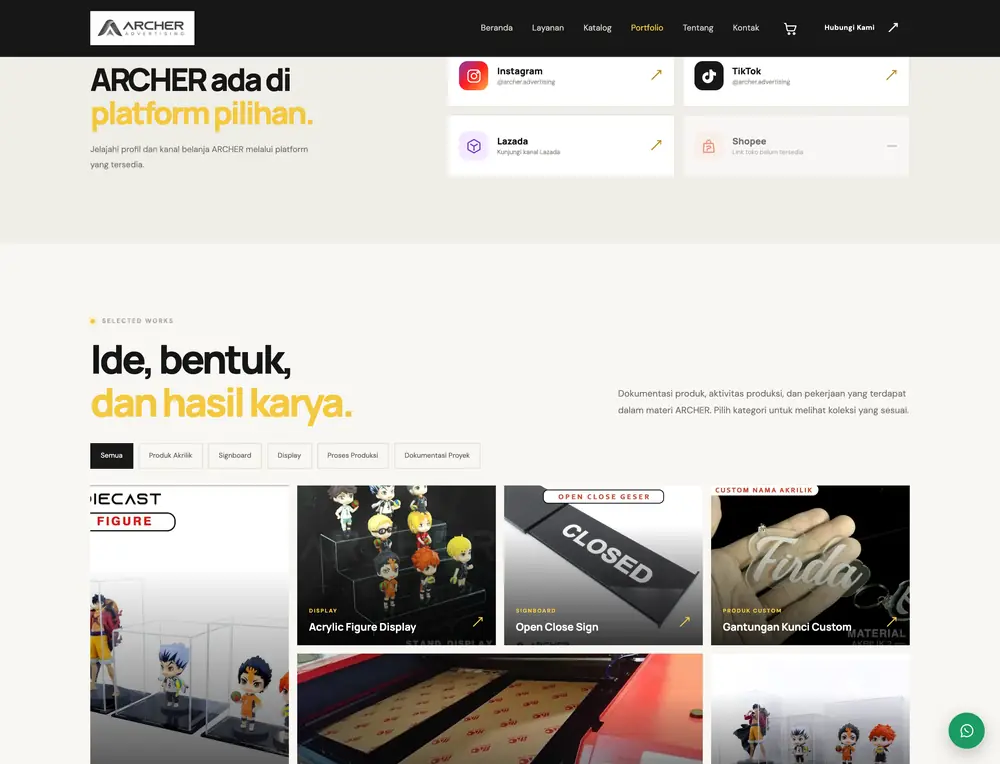 ARCHER
ADVERTISING
Beranda
Layanan
Katalog
Portfolio
Tentang
Kontak
Hubungi Kami
ARCHER ada di
platform pilihan.
Jelajahi profil dan kanal belanja ARCHER melalui platform
yang tersedia.
Instagram
@archer.advertising
TikTok
@archer.advertising
Lazada
Kunjungi kanal Lazada
Shopee
Link toko belum tersedia
SELECTED WORKS
Ide, bentuk,
dan hasil karya.
Dokumentasi produk, aktivitas produksi, dan pekerjaan yang terdapat
dalam materi ARCHER. Pilih kategori untuk melihat koleksi yang sesuai.
Semua
Produk Akrilik
Signboard
Display
Proses Produksi
Dokumentasi Proyek
DIECAST
FIGURE
DISPLAY
Acrylic Figure Display
STAND DISPLAY
OPEN CLOSE GESER
CLOSED
SIGNBOARD
Open Close Sign
CUSTOM NAMA AKRILIK
Firda
PRODUK CUSTOM
Gantungan Kunci Custom
MATERIAL